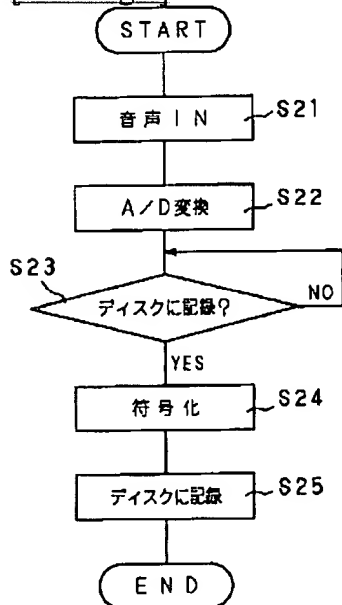 START
音声IN
S21
A/D変換
S22
S23
ディスクに記録?
NO
YES
符号化
S24
ディスクに記録
S25
END